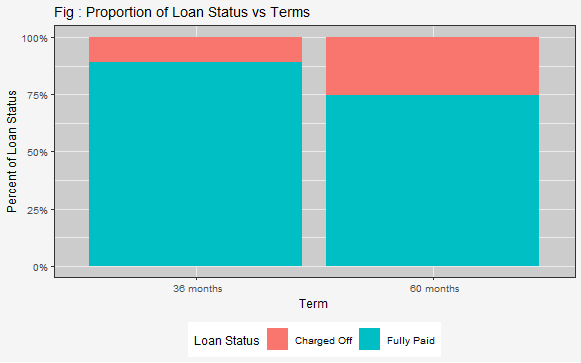 Fig : Proportion of Loan Status vs Terms
100%
75%
50%
25%
0%
Percent of Loan Status
36 months
60 months
Term
Loan Status
Charged Off
Fully Paid